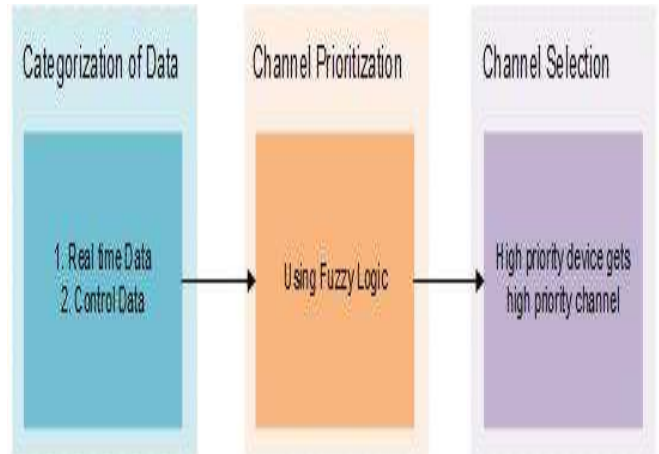 Categorization of Data
1. Real time Data
2. Control Data
Channel Prioritization
Using Fuzzy Logic
Channel Selection
High priority device gets
high priority channel